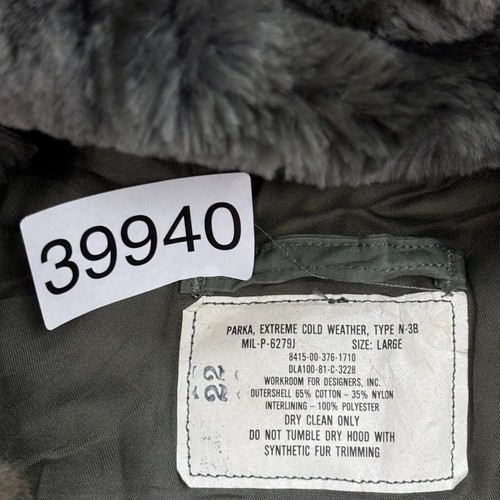 39940
PARKA, EXTREME COLD WEATHER, TYPE N-3B
MIL-P-6279J SIZE: LARGE
8415-00-376-1710
DLA100-81-C-3228
WORKROOM FOR DESIGNERS, INC.
OUTERSHELL 65% COTTON - 35% NYLON
INTERLINING - 100% POLYESTER
DRY CLEAN ONLY
DO NOT TUMBLE DRY HOOD WITH
SYNTHETIC FUR TRIMMING
22